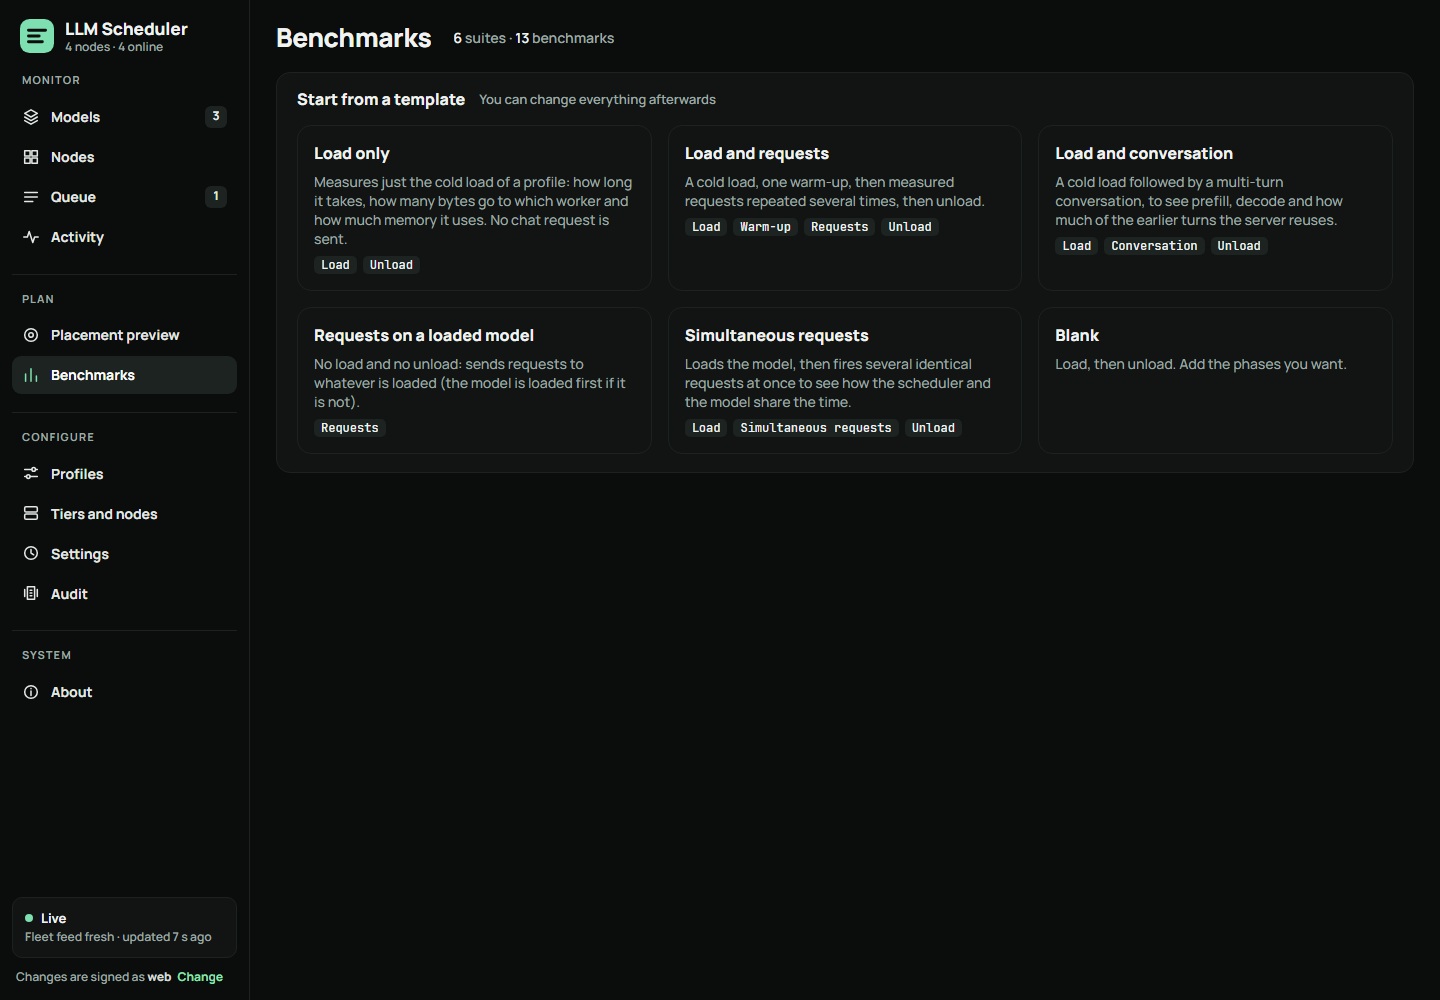 LLM Scheduler
4 nodes · 4 online
MONITOR
Models 3
Nodes
Queue 1
Activity
PLAN
Placement preview
Benchmarks
CONFIGURE
Profiles
Tiers and nodes
Settings
Audit
SYSTEM
About
Live
Fleet feed fresh · updated 7 s ago
Changes are signed as web Change
Benchmarks 6 suites · 13 benchmarks
Start from a template You can change everything afterwards
Load only
Measures just the cold load of a profile: how long
it takes, how many bytes go to which worker and
how much memory it uses. No chat request is
sent.
Load Unload
Load and requests
A cold load, one warm-up, then measured
requests repeated several times, then unload.
Load Warm-up Requests Unload
Load and conversation
A cold load followed by a multi-turn
conversation, to see prefill, decode and how
much of the earlier turns the server reuses.
Load Conversation Unload
Requests on a loaded model
No load and no unload: sends requests to
whatever is loaded (the model is loaded first if it
is not).
Requests
Simultaneous requests
Loads the model, then fires several identical
requests at once to see how the scheduler and
the model share the time.
Load Simultaneous requests Unload
Blank
Load, then unload. Add the phases you want.